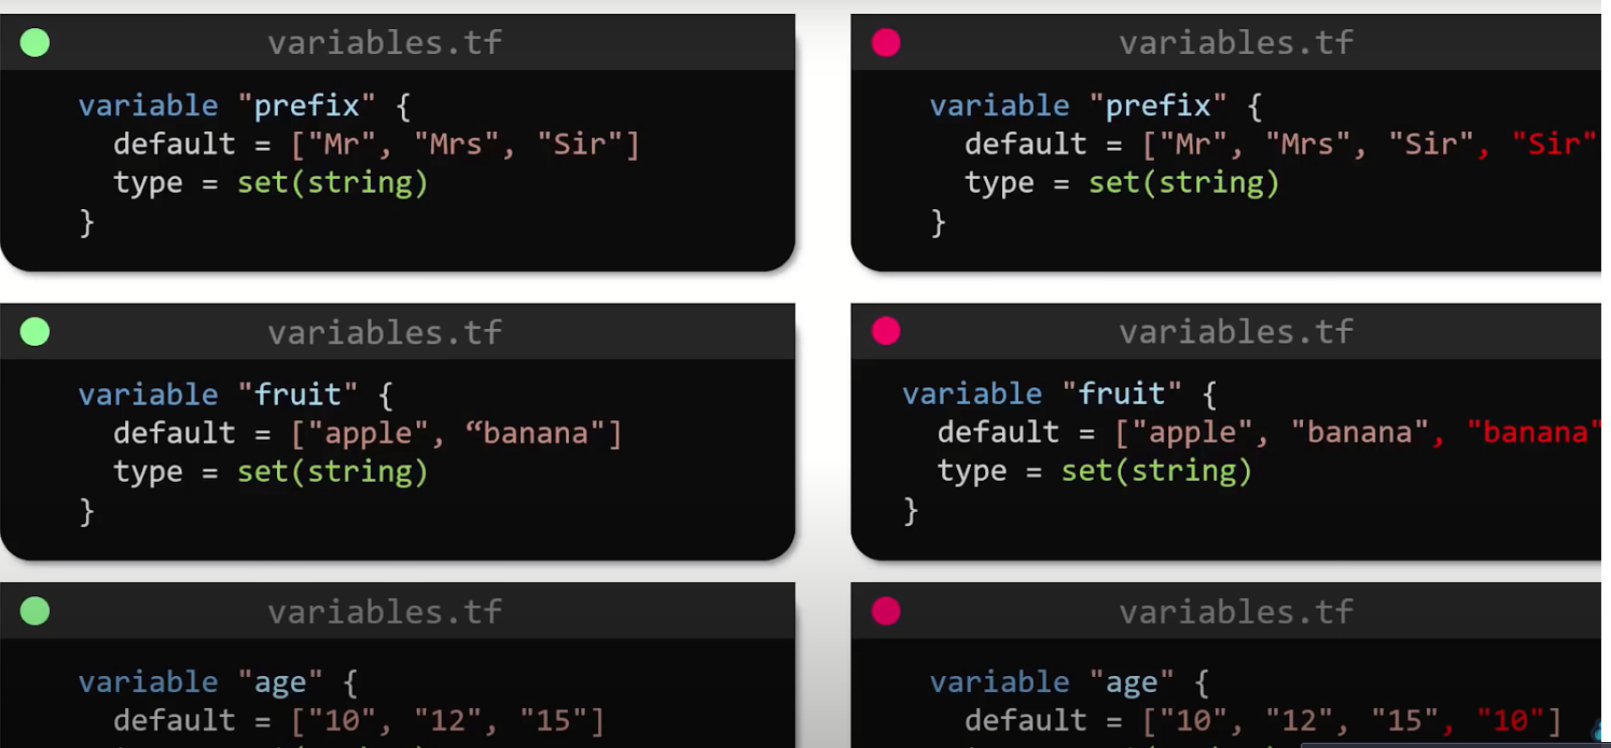 variables.tf
variable "prefix" {
default = ["Mr", "Mrs", "Sir"]
type = set(string)
}
variables.tf
variable "prefix" {
default = ["Mr", "Mrs", "Sir", "Sir"
type = set(string)
}
variables.tf
variable "fruit" {
default = ["apple", “banana"]
type = set(string)
}
variables.tf
variable "fruit" {
default = ["apple", "banana", "banana"
type = set(string)
}
variables.tf
variable "age" {
default = ["10", "12", "15"]
variables.tf
variable "age" {
default = ["10", "12", "15", "10"]